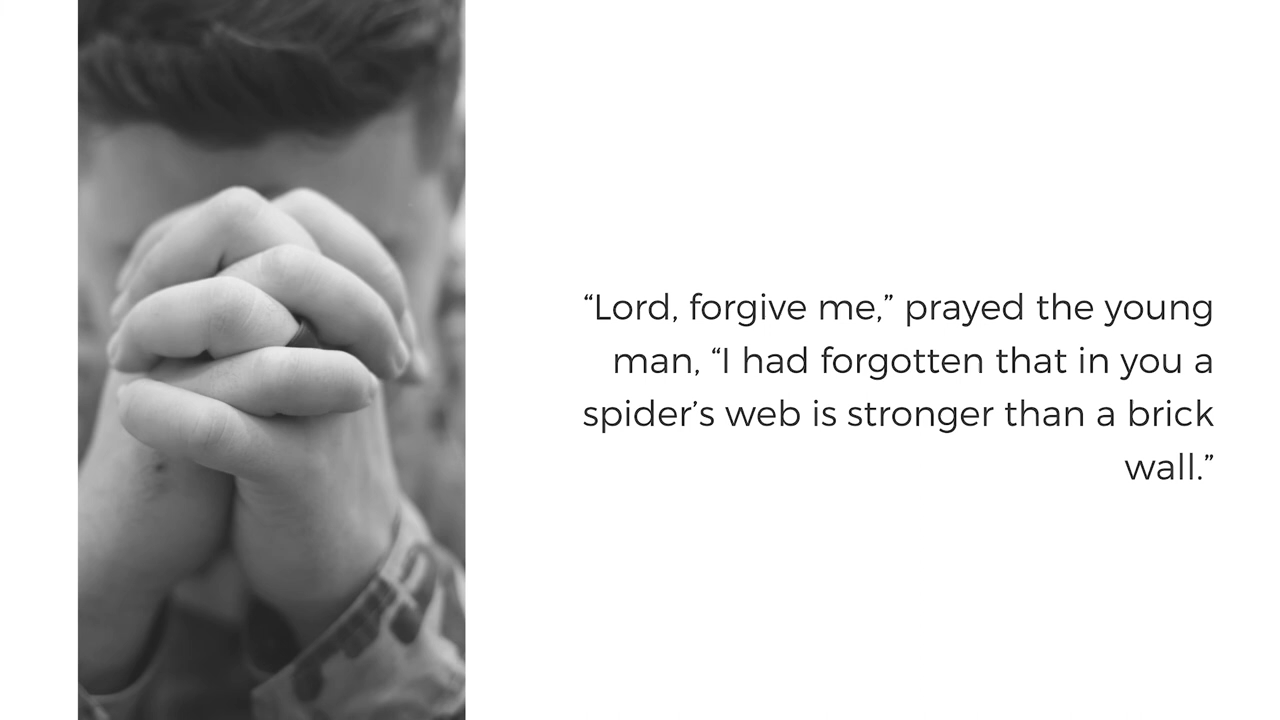 “Lord, forgive me,” prayed the young
man, “I had forgotten that in you a
spider’s web is stronger than a brick
wall.”